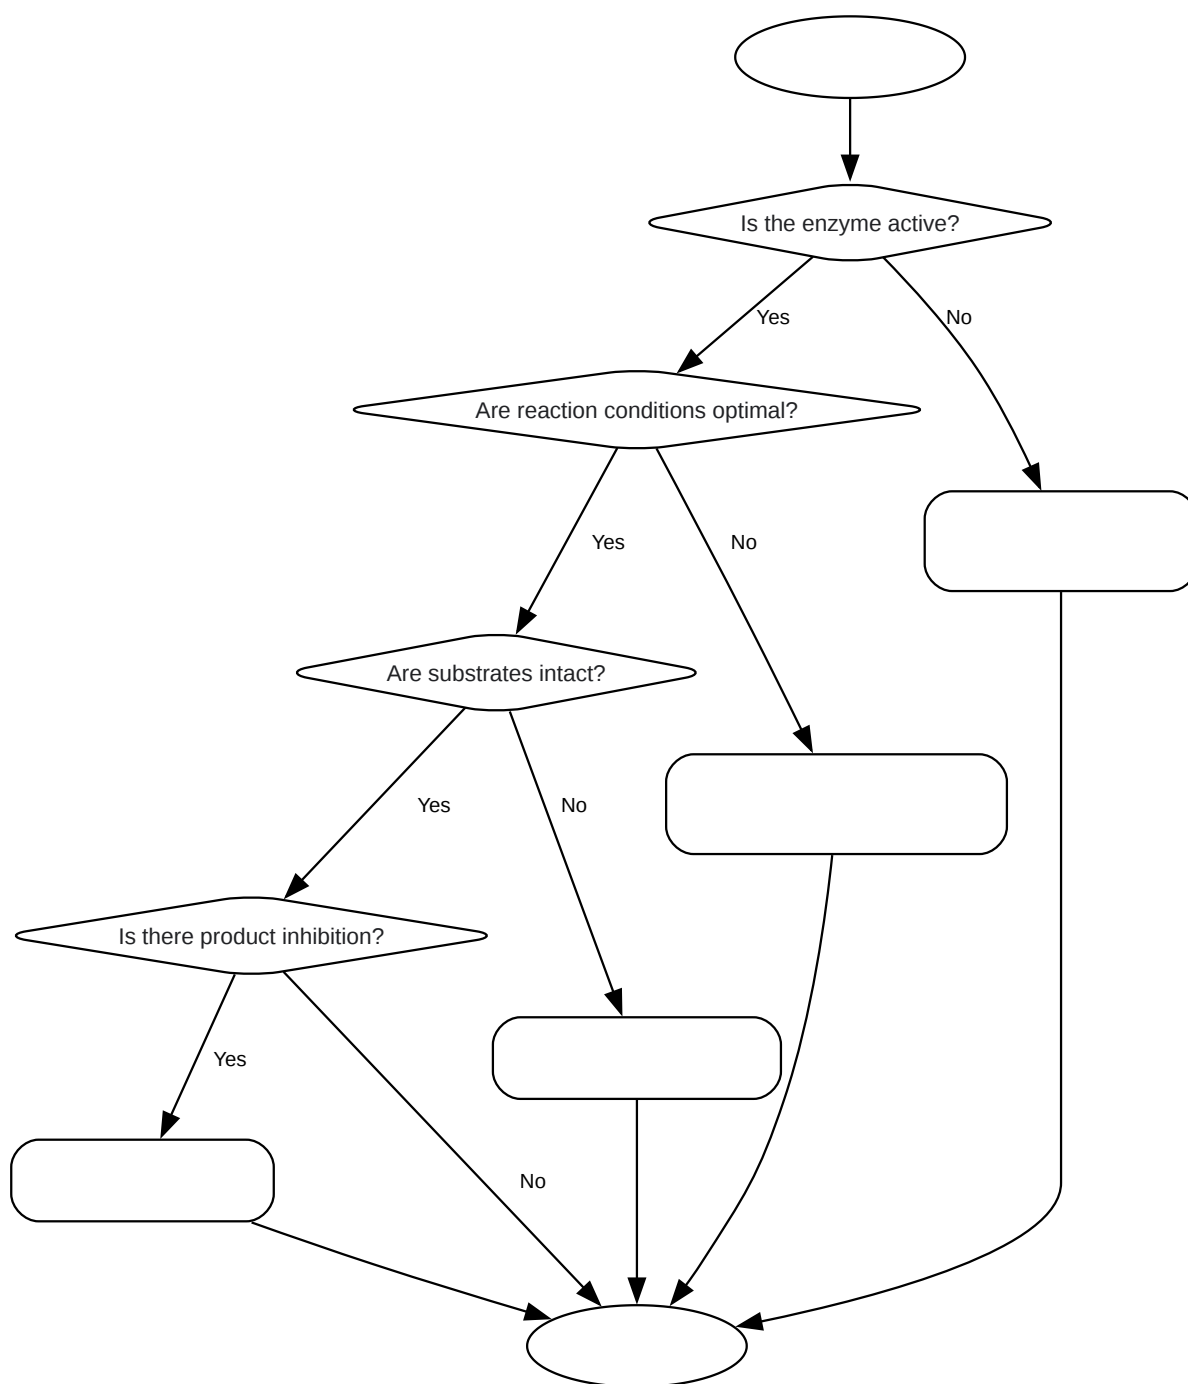 Is the enzyme active?
Yes
No
Are reaction conditions optimal?
Yes
No
Are substrates intact?
Yes
No
Is there product inhibition?
Yes
No